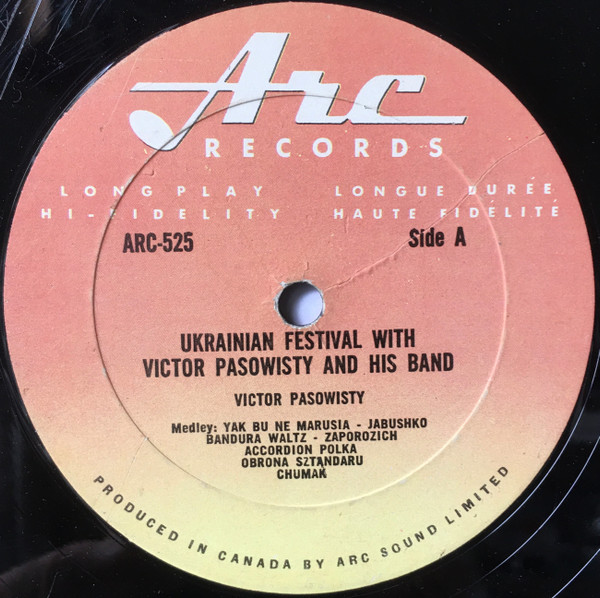 Arc
RECORDS
LONG PLAY LONGUE DURÉE
HI-FIDELITY HAUTE FIDÉLITÉ
ARC-525 Side A
UKRAINIAN FESTIVAL WITH
VICTOR PASOWISTY AND HIS BAND
VICTOR PASOWISTY
Medley: YAK BU NE MARUSIA - JABUSHKO
BANDURA WALTZ - ZAPOROZICH
ACCORDION POLKA
OBRONA SZTANDARU
CHUMAK
PRODUCED IN CANADA BY ARC SOUND LIMITED